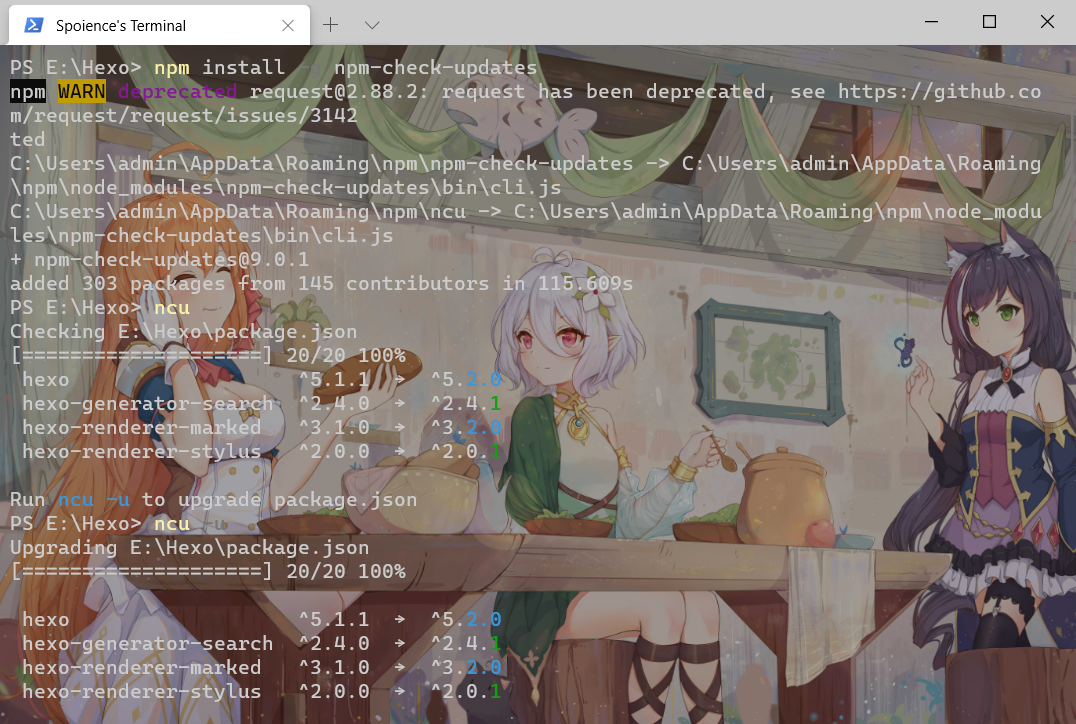 Spoience's Terminal
PS E:\Hexo> npm install -g npm-check-updates
npm WARN deprecated request@2.88.2: request has been deprecated, see https://github.co
m/request/request/issues/3142
ted
C:\Users\admin\AppData\Roaming\npm\npm-check-updates -> C:\Users\admin\AppData\Roaming
\npm\node_modules\npm-check-updates\bin\cli.js
C:\Users\admin\AppData\Roaming\npm\ncu -> C:\Users\admin\AppData\Roaming\npm\node_modu
les\npm-check-updates\bin\cli.js
+ npm-check-updates@9.0.1
added 303 packages from 145 contributors in 115.609s
PS E:\Hexo> ncu
Checking E:\Hexo\package.json
[====================] 20/20 100%
hexo ^5.1.1 → ^5.2.0
hexo-generator-search ^2.4.0 → ^2.4.1
hexo-renderer-marked ^3.1.0 → ^3.2.0
hexo-renderer-stylus ^2.0.0 → ^2.0.1
Run ncu -u to upgrade package.json
PS E:\Hexo> ncu -u
Upgrading E:\Hexo\package.json
[====================] 20/20 100%
hexo ^5.1.1 → ^5.2.0
hexo-generator-search ^2.4.0 → ^2.4.1
hexo-renderer-marked ^3.1.0 → ^3.2.0
hexo-renderer-stylus ^2.0.0 → ^2.0.1